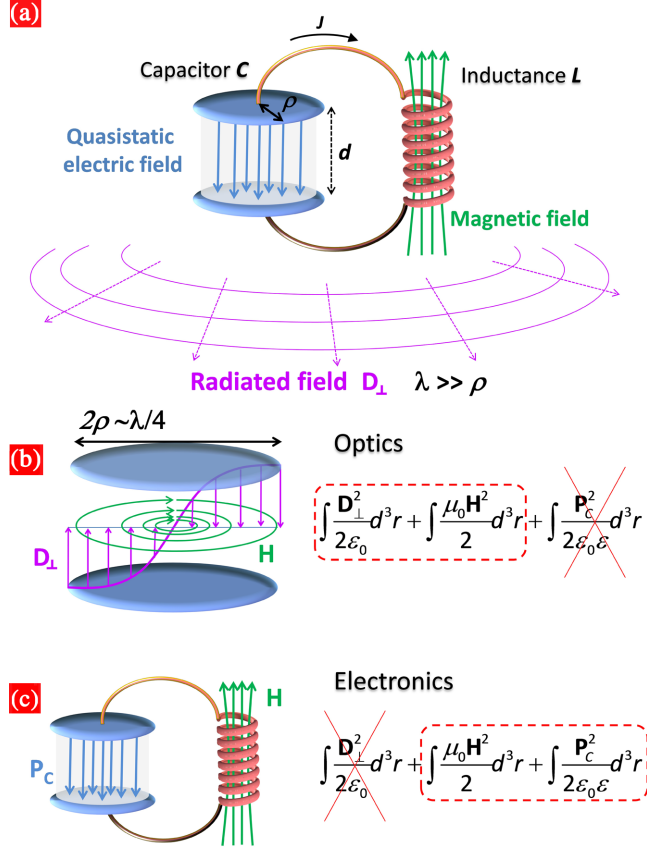 (a)
J
Capacitor C
Inductance L
ρ
Quasistatic
electric field
d
Magnetic field
Radiated field D⊥ λ >> ρ
2ρ ~λ/4
(b)
Optics
∫ D⊥²/2ε₀ d³r + ∫ μ₀H²/2 d³r + ∫ P_C²/2ε₀ε d³r
D⊥
H
(c)
Electronics
H
P_C
∫ D⊥²/2ε₀ d³r + ∫ μ₀H²/2 d³r + ∫ P_C²/2ε₀ε d³r